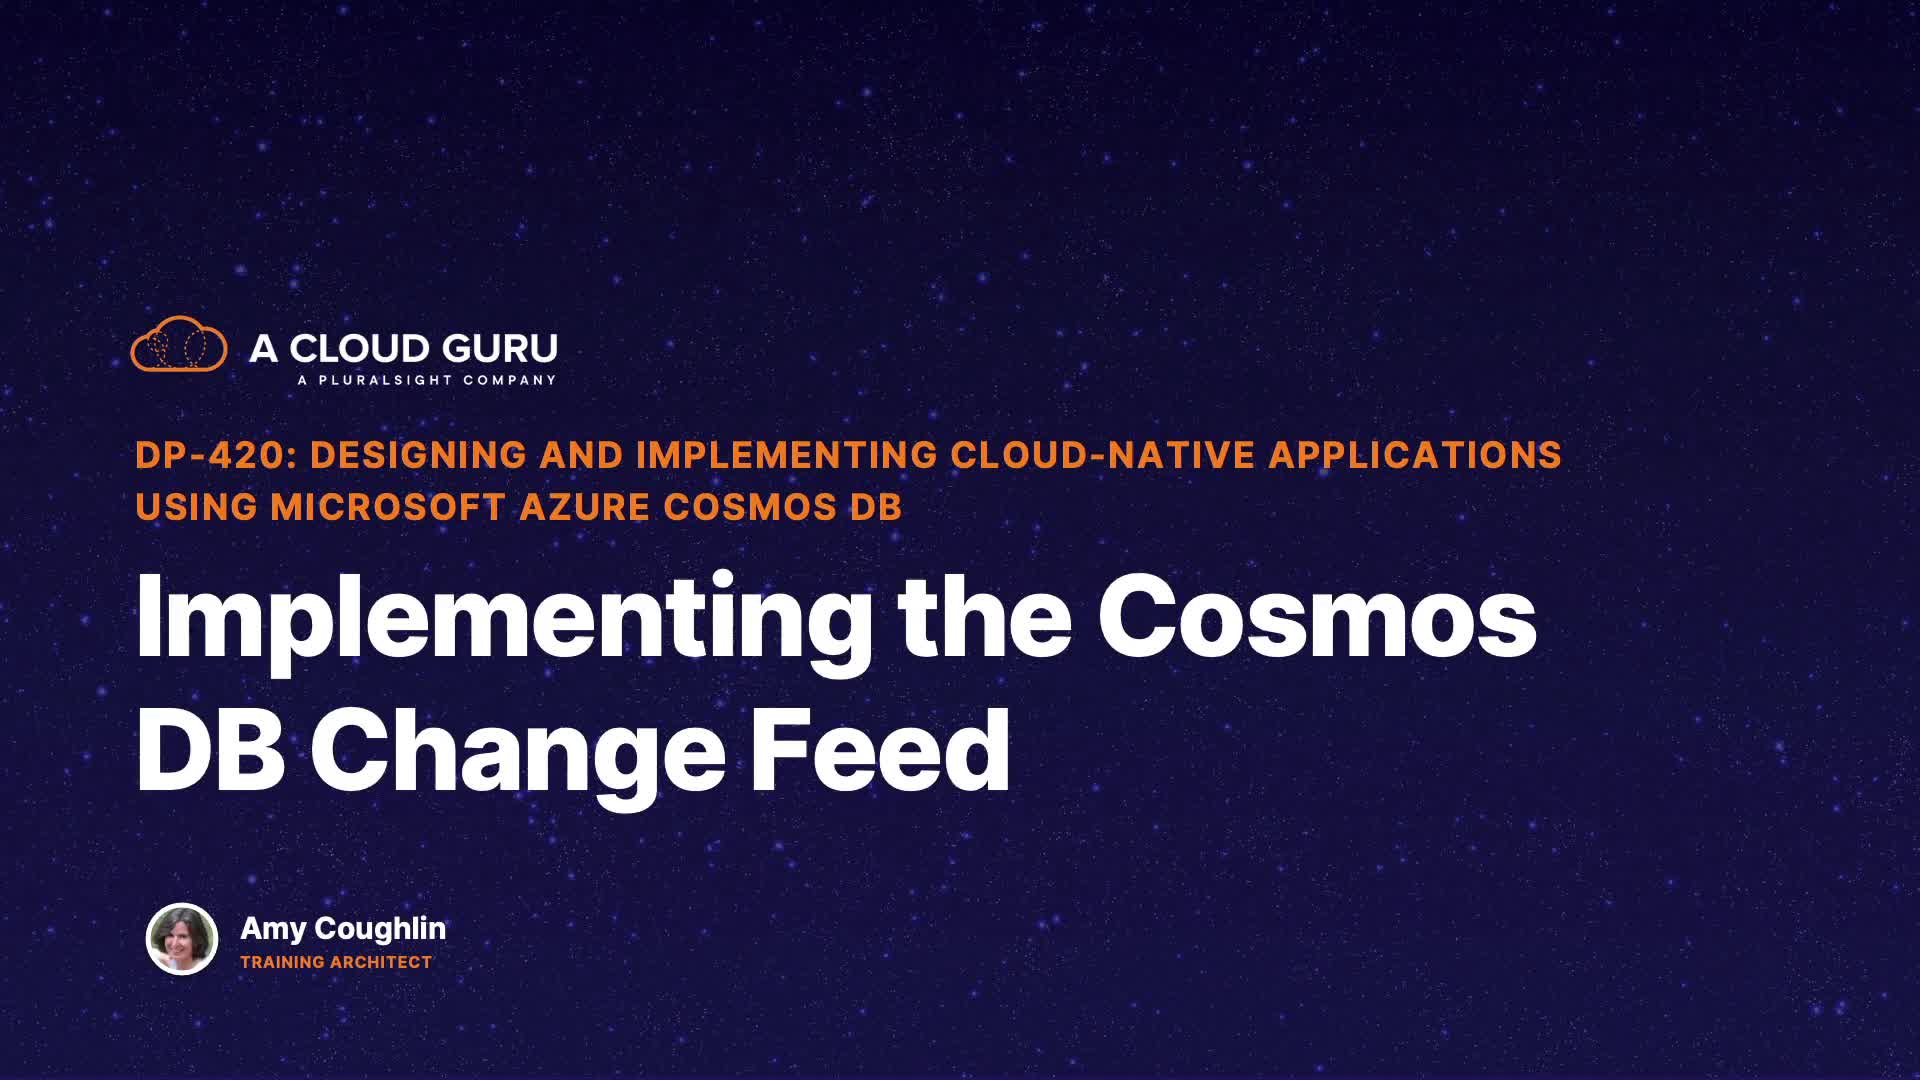 A CLOUD GURU
A PLURALSIGHT COMPANY
DP-420: DESIGNING AND IMPLEMENTING CLOUD-NATIVE APPLICATIONS
USING MICROSOFT AZURE COSMOS DB
Implementing the Cosmos
DB Change Feed
Amy Coughlin
TRAINING ARCHITECT